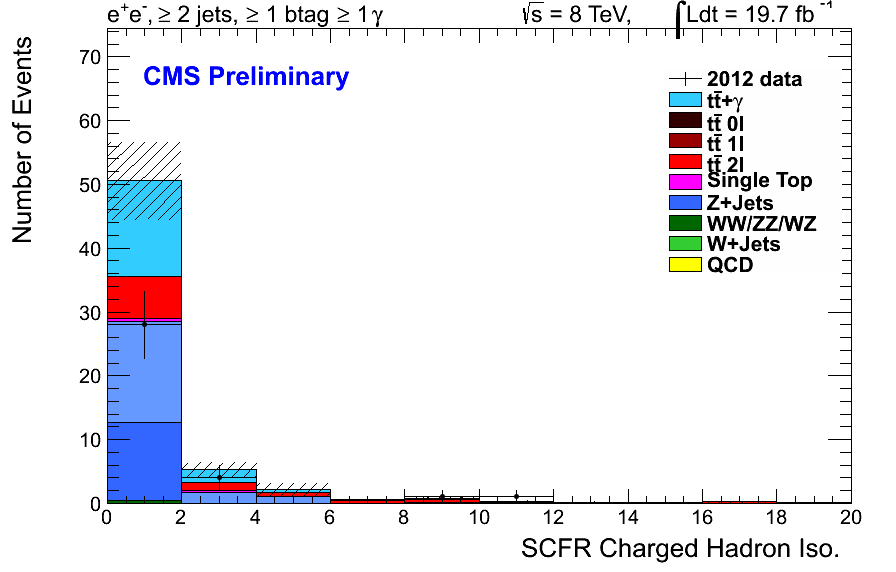 e⁺e⁻, ≥ 2 jets, ≥ 1 btag ≥ 1 γ √s = 8 TeV, ∫Ldt = 19.7 fb⁻¹
CMS Preliminary
Number of Events
70
60
50
40
30
20
10
0
2012 data
tt̄+γ
tt̄ 0l
tt̄ 1l
tt̄ 2l
Single Top
Z+Jets
WW/ZZ/WZ
W+Jets
QCD
0 2 4 6 8 10 12 14 16 18 20
SCFR Charged Hadron Iso.